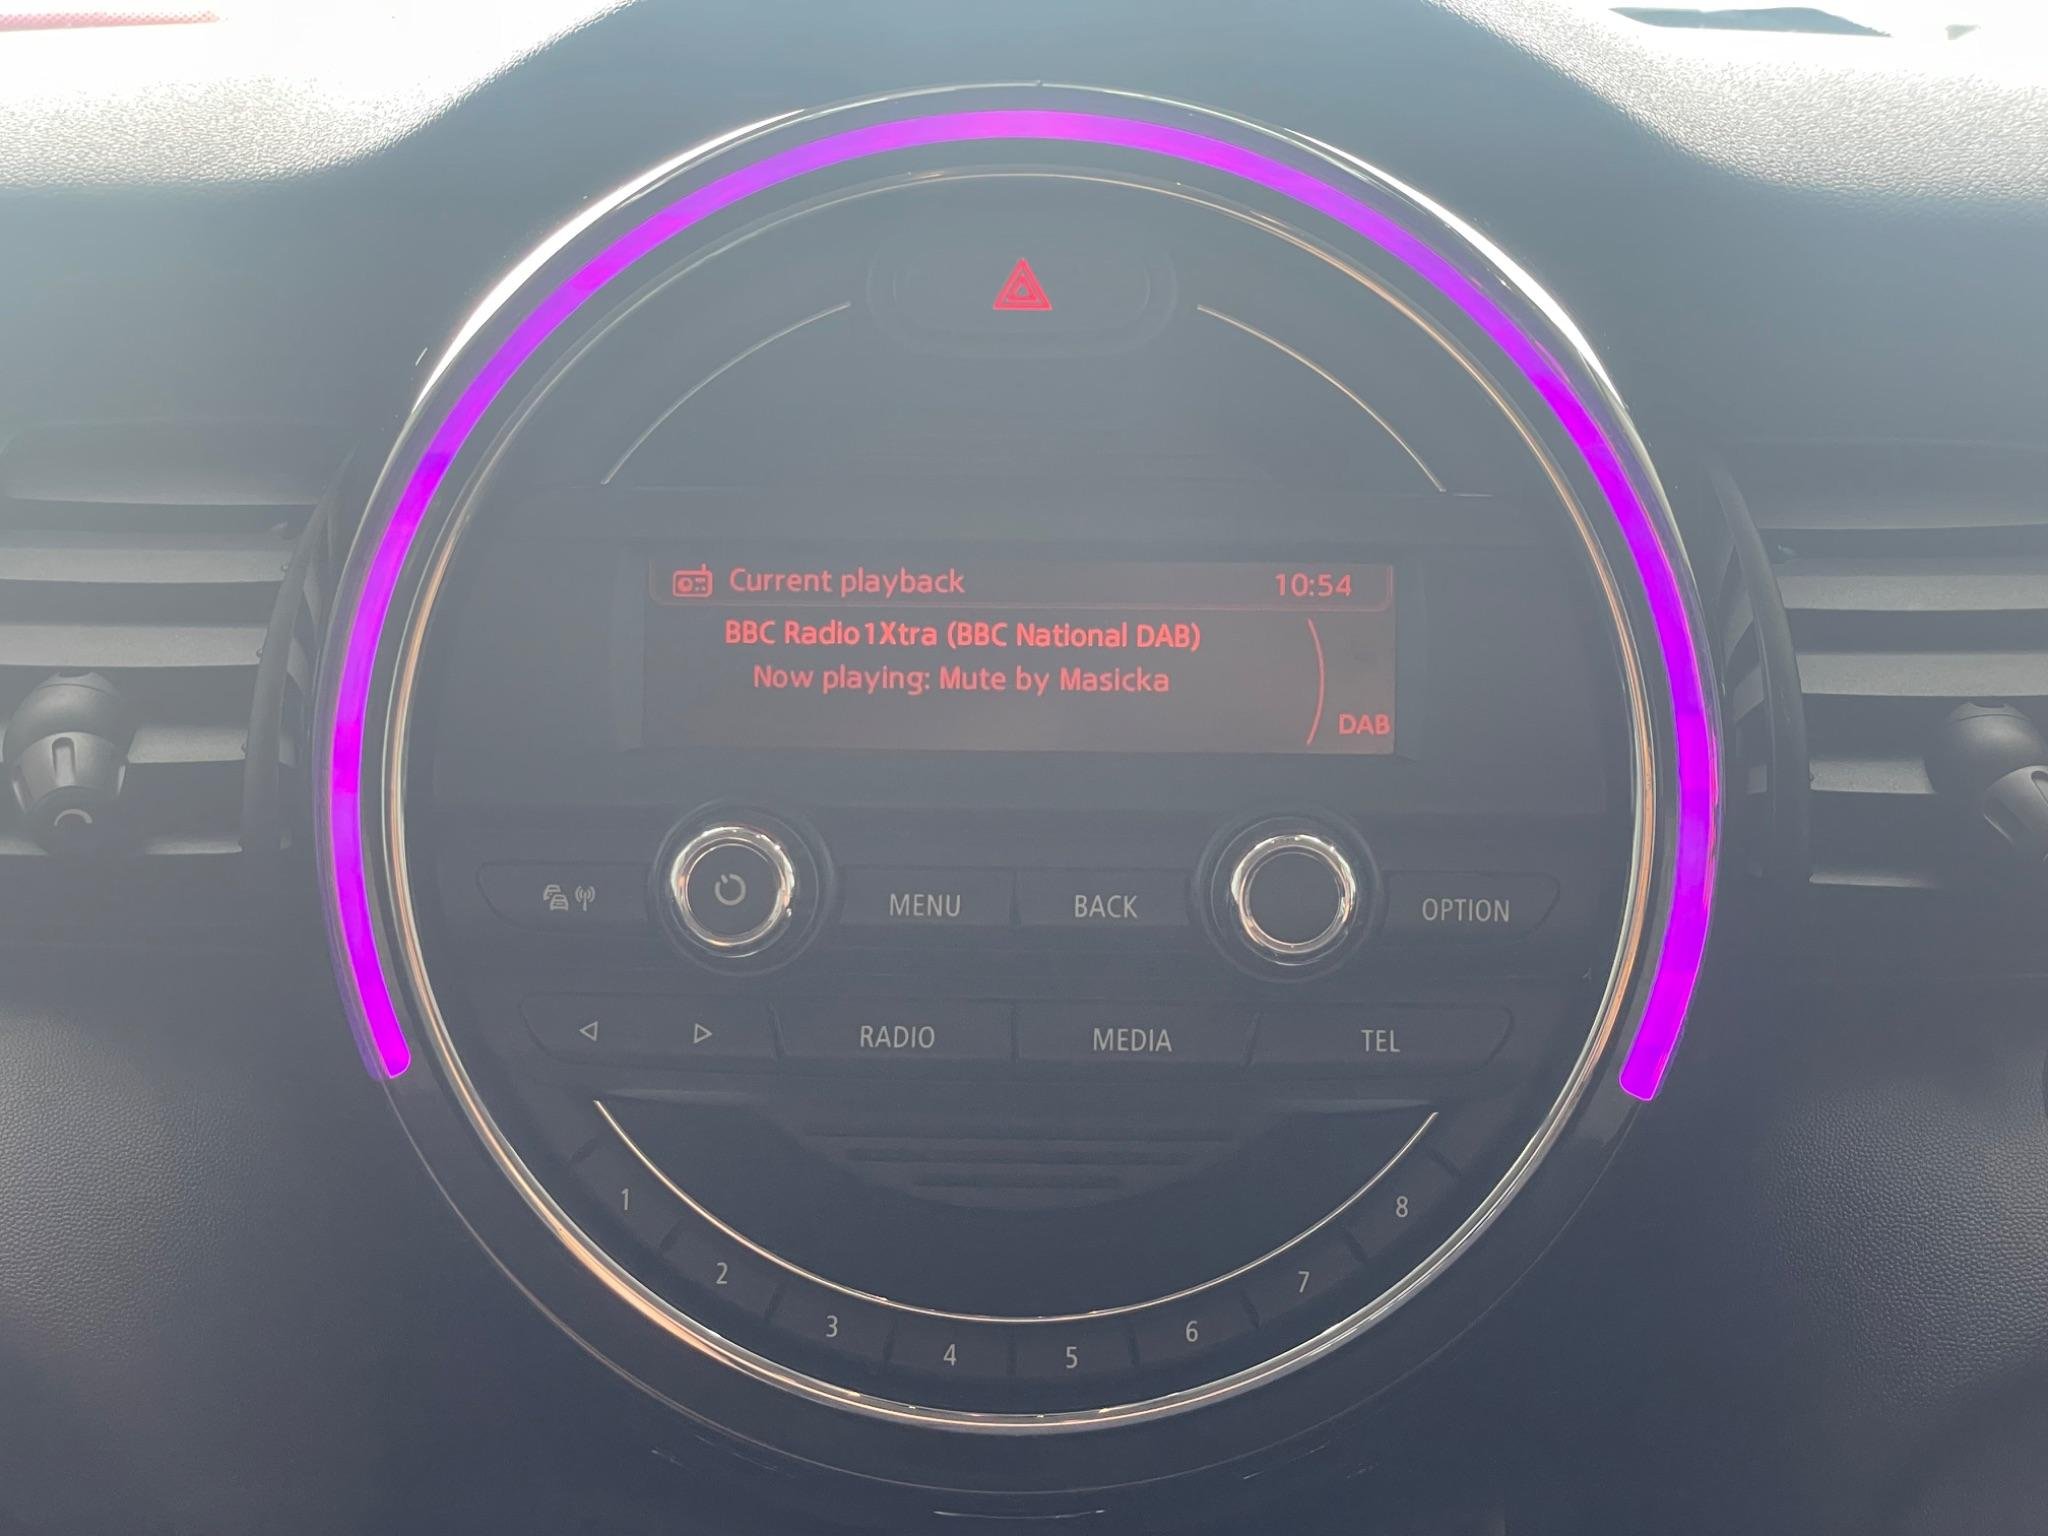 Current playback 10:54
BBC Radio1Xtra (BBC National DAB)
Now playing: Mute by Masicka
DAB
MENU BACK OPTION
RADIO MEDIA TEL
1 2 3 4 5 6 7 8